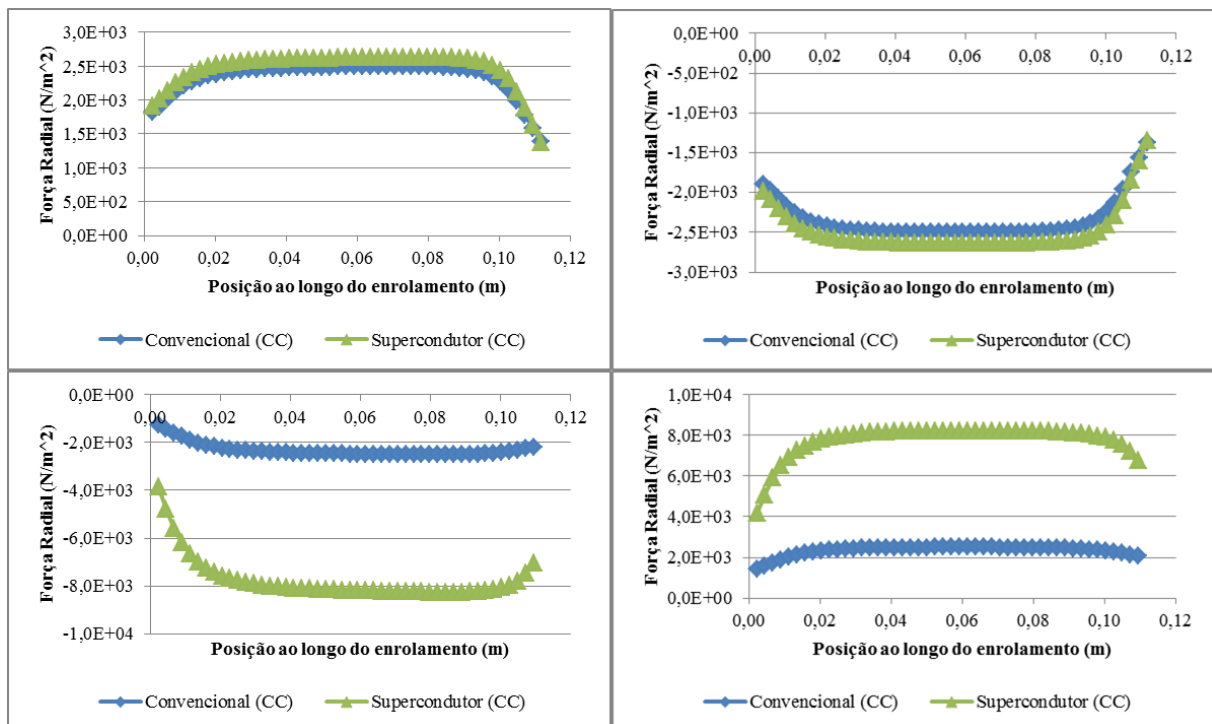 3,0E+03
2,5E+03
2,0E+03
1,5E+03
1,0E+03
5,0E+02
0,0E+00
Força Radial (N/m^2)
0,00 0,02 0,04 0,06 0,08 0,10 0,12
Posição ao longo do enrolamento (m)
Convencional (CC) Supercondutor (CC)
0,0E+00
-5,0E+02
-1,0E+03
-1,5E+03
-2,0E+03
-2,5E+03
-3,0E+03
Força Radial (N/m^2)
0,00 0,02 0,04 0,06 0,08 0,10 0,12
Posição ao longo do enrolamento (m)
Convencional (CC) Supercondutor (CC)
0,0E+00
-2,0E+03
-4,0E+03
-6,0E+03
-8,0E+03
-1,0E+04
Força Radial (N/m^2)
0,00 0,02 0,04 0,06 0,08 0,10 0,12
Posição ao longo do enrolamento (m)
Convencional (CC) Supercondutor (CC)
1,0E+04
8,0E+03
6,0E+03
4,0E+03
2,0E+03
0,0E+00
Força Radial (N/m^2)
0,00 0,02 0,04 0,06 0,08 0,10 0,12
Posição ao longo do enrolamento (m)
Convencional (CC) Supercondutor (CC)